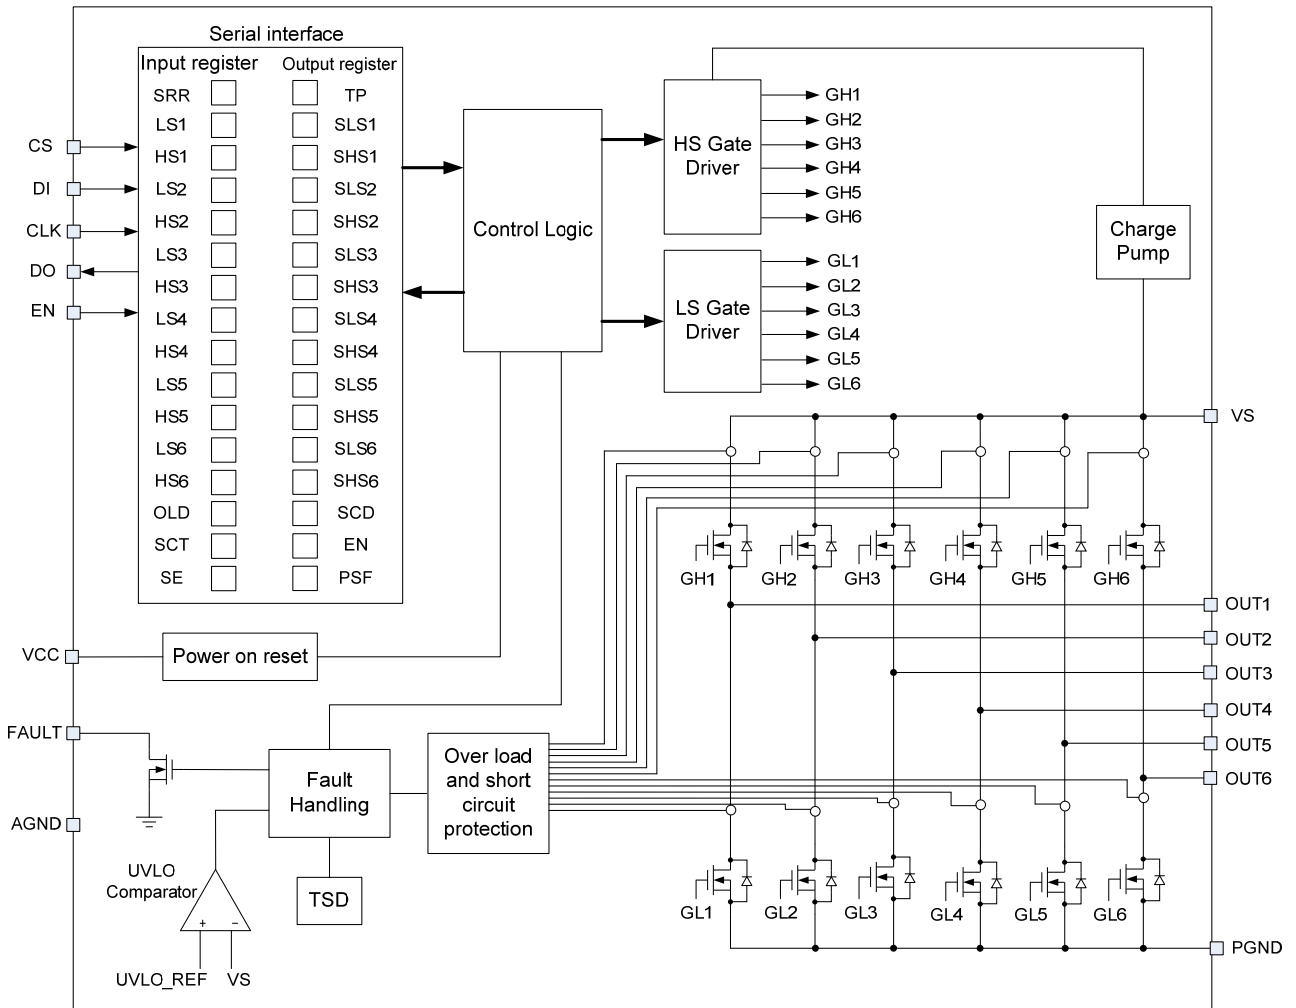 Serial interface
Input register
Output register
SRR
TP
LS1
SLS1
HS1
SHS1
LS2
SLS2
HS2
SHS2
LS3
SLS3
HS3
SHS3
LS4
SLS4
HS4
SHS4
LS5
SLS5
HS5
SHS5
LS6
SLS6
HS6
SHS6
OLD
SCD
SCT
EN
SE
PSF
CS
DI
CLK
DO
EN
Control Logic
HS Gate
Driver
GH1
GH2
GH3
GH4
GH5
GH6
LS Gate
Driver
GL1
GL2
GL3
GL4
GL5
GL6
Charge
Pump
VS
GH1
GH2
GH3
GH4
GH5
GH6
OUT1
OUT2
OUT3
OUT4
OUT5
OUT6
VCC
Power on reset
FAULT
AGND
Fault
Handling
Over load
and short
circuit
protection
TSD
UVLO
Comparator
+
−
UVLO_REF
VS
GL1
GL2
GL3
GL4
GL5
GL6
PGND